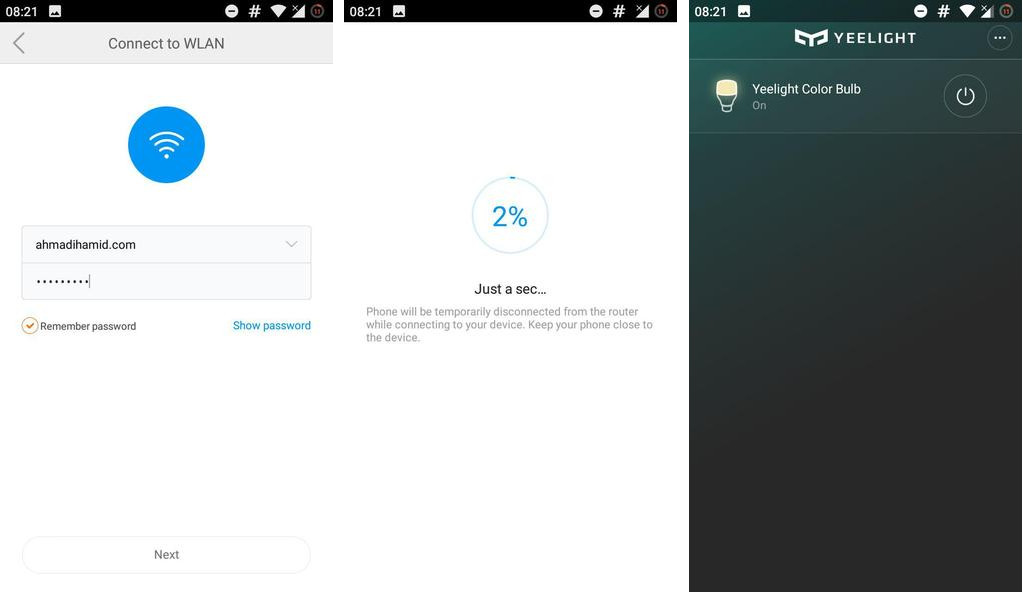 08:21
Connect to WLAN
ahmadihamid.com
•••••••••
Remember password
Show password
Next
08:21
2%
Just a sec...
Phone will be temporarily disconnected from the router
while connecting to your device. Keep your phone close to
the device.
08:21
YEELIGHT
Yeelight Color Bulb
On